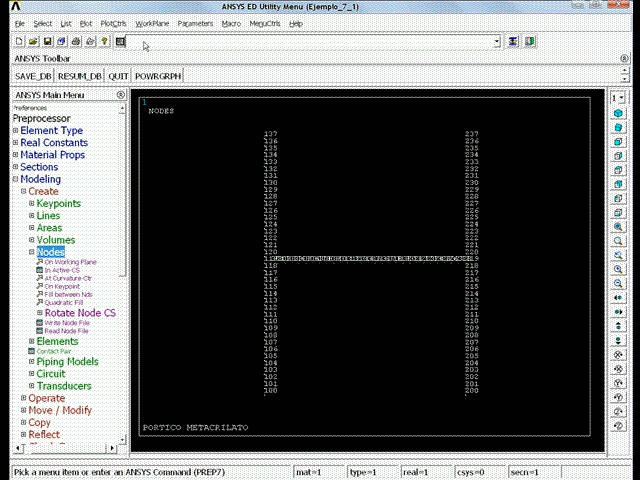 ANSYS ED Utility Menu (Ejemplo_7_1)
File Select List Plot PlotCtrls WorkPlane Parameters Macro MenuCtrls Help
ANSYS Toolbar
SAVE_DB RESUM_DB QUIT POWRGRPH
ANSYS Main Menu
Preferences
Preprocessor
Element Type
Real Constants
Material Props
Sections
Modeling
Create
Keypoints
Lines
Areas
Volumes
Nodes
On Working Plane
In Active CS
At Curvature Ctr
On Keypoint
Fill between Nds
Quadratic Fill
Rotate Node CS
Write Node File
Read Node File
Elements
Contact Pair
Piping Models
Circuit
Transducers
Operate
Move / Modify
Copy
Reflect
1
NODES
137 237
136 236
135 235
134 234
133 233
132 232
131 231
130 230
129 229
128 228
127 227
126 226
125 225
124 224
123 223
122 222
121 221
120 220
118 218
117 217
116 216
115 215
114 214
113 213
112 212
111 211
110 210
109 209
108 208
107 207
106 206
105 205
104 204
103 203
102 202
101 201
100 200
PORTICO METACRILATO
1
Pick a menu item or enter an ANSYS Command (PREP7) mat=1 type=1 real=1 csys=0 secn=1